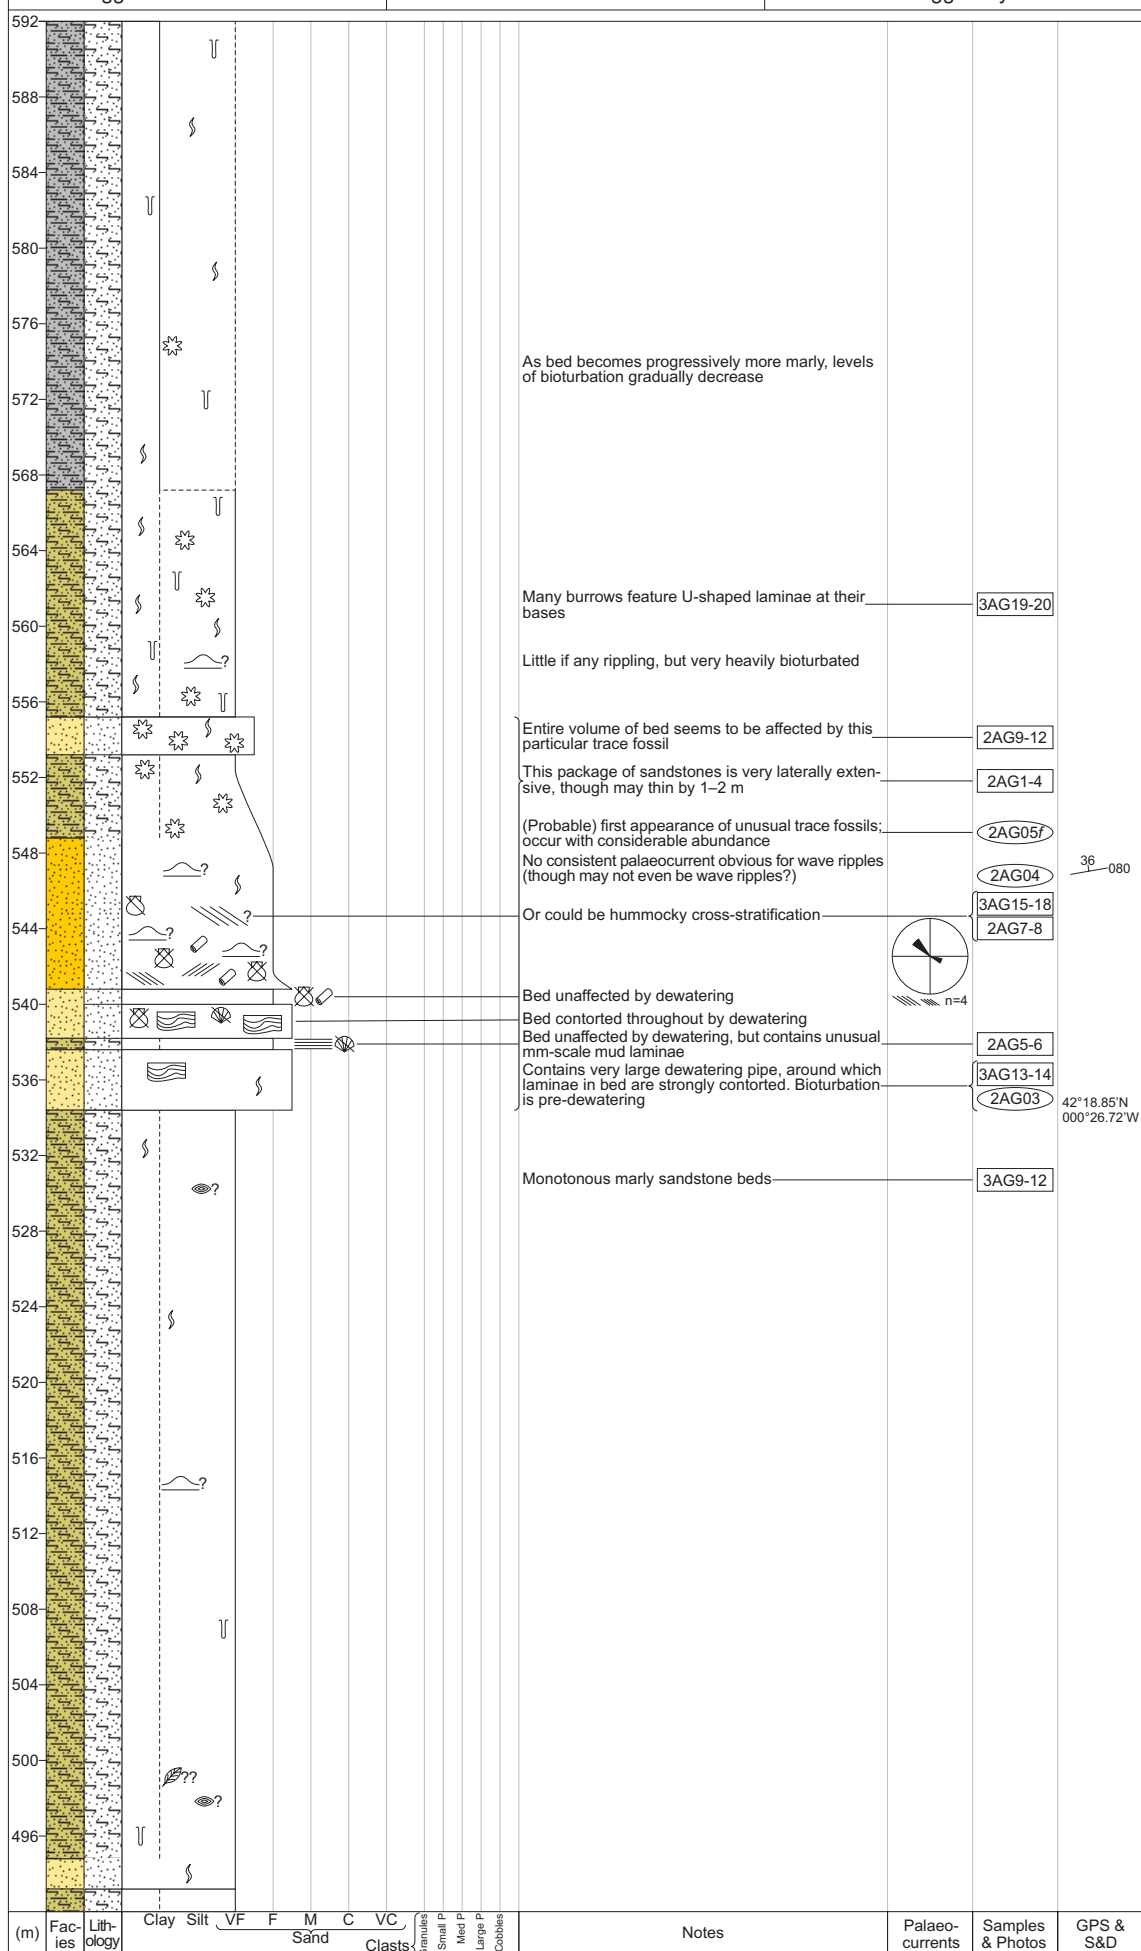 592
588
584
580
576
As bed becomes progressively more marly, levels
of bioturbation gradually decrease
572
568
564
Many burrows feature U-shaped laminae at their
bases
3AG19-20
560
?
Little if any rippling, but very heavily bioturbated
556
Entire volume of bed seems to be affected by this
particular trace fossil
2AG9-12
552
This package of sandstones is very laterally exten-
sive, though may thin by 1–2 m
2AG1-4
(Probable) first appearance of unusual trace fossils;
occur with considerable abundance
2AG05f
548
?
No consistent palaeocurrent obvious for wave ripples
(though may not even be wave ripples?)
2AG04
36
080
3AG15-18
?
Or could be hummocky cross-stratification
2AG7-8
544
?
?
n=4
540
Bed unaffected by dewatering
Bed contorted throughout by dewatering
Bed unaffected by dewatering, but contains unusual
mm-scale mud laminae
2AG5-6
536
Contains very large dewatering pipe, around which
laminae in bed are strongly contorted. Bioturbation
is pre-dewatering
3AG13-14
2AG03
42°18.85'N
000°26.72'W
532
?
Monotonous marly sandstone beds
3AG9-12
528
524
520
516
?
512
508
504
500
??
?
496
(m)
Fac-
ies
Lith-
ology
Clay Silt VF F M C VC
Sand
Clasts
Granules
Small P
Med P
Large P
Cobbles
Notes
Palaeo-
currents
Samples
& Photos
GPS &
S&D